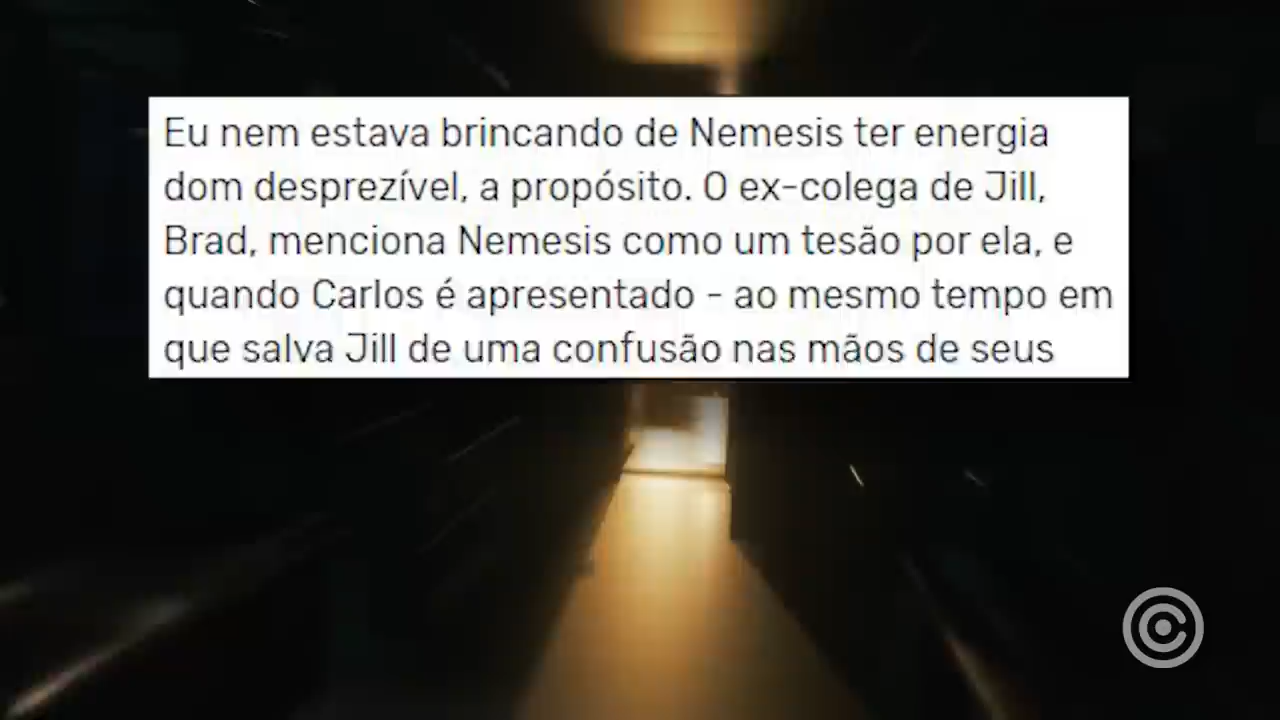 Eu nem estava brincando de Nemesis ter energia
dom desprezível, a propósito. O ex-colega de Jill,
Brad, menciona Nemesis como um tesão por ela, e
quando Carlos é apresentado - ao mesmo tempo em
que salva Jill de uma confusão nas mãos de seus